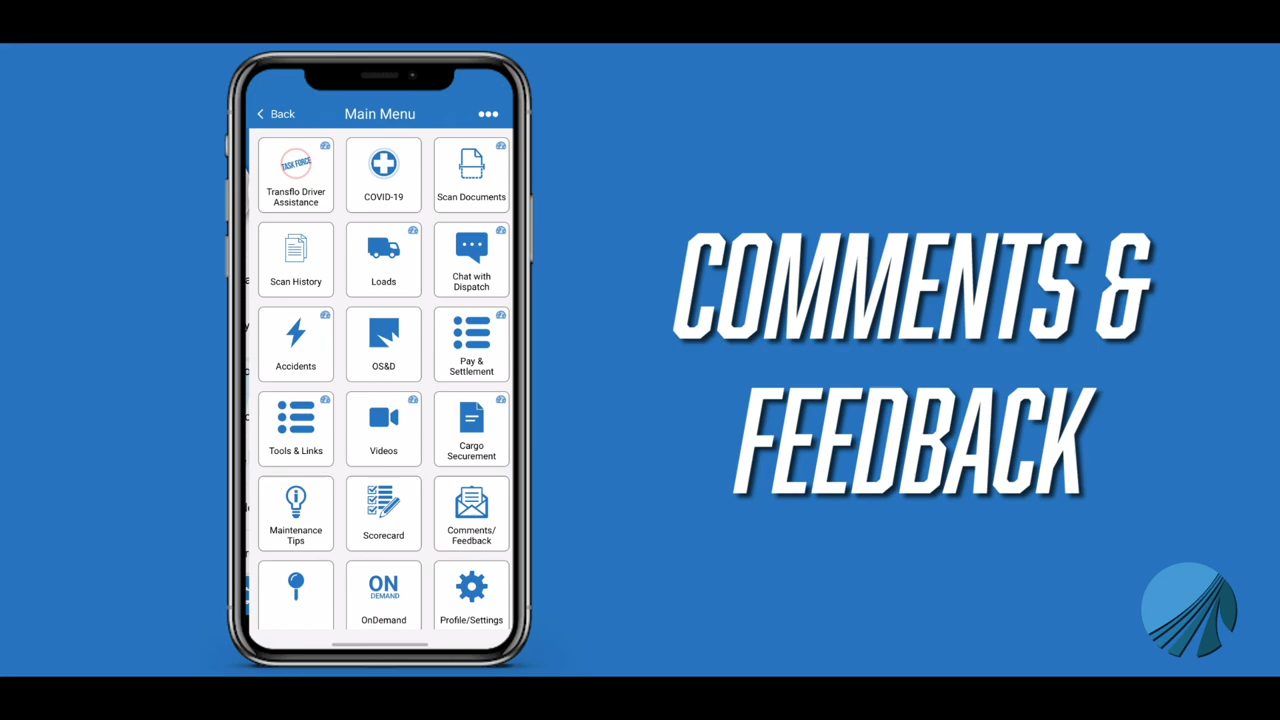 Back
Main Menu
TASK FORCE
Transflo Driver
Assistance
COVID-19
Scan Documents
Scan History
Loads
Chat with
Dispatch
Accidents
OS&D
Pay &
Settlement
Tools & Links
Videos
Cargo
Securement
Maintenance
Tips
Scorecard
Comments/
Feedback
ON
DEMAND
OnDemand
Profile/Settings
COMMENTS &
FEEDBACK